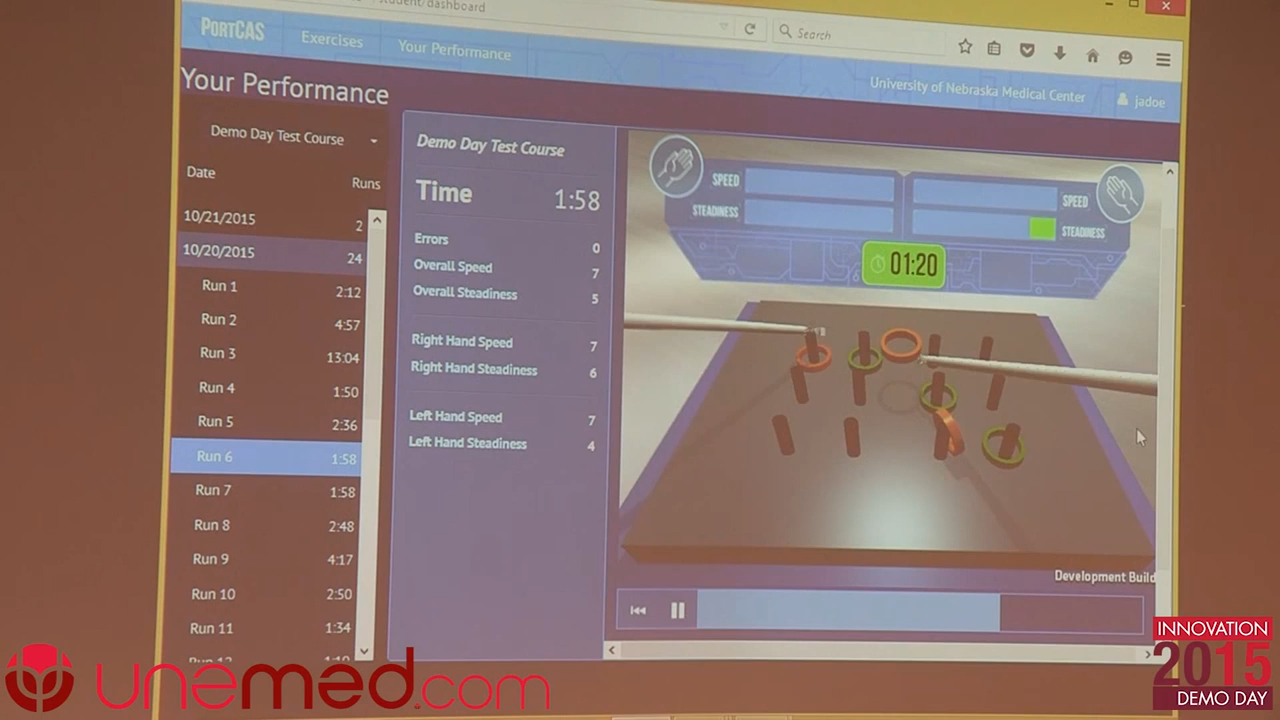 student/dashboard
Search
PORTCAS
Exercises
Your Performance
University of Nebraska Medical Center
jadoe
Your Performance
Demo Day Test Course
Date
Runs
10/21/2015 2
10/20/2015 24
Run 1 2:12
Run 2 4:57
Run 3 13:04
Run 4 1:50
Run 5 2:36
Run 6 1:58
Run 7 1:58
Run 8 2:48
Run 9 4:17
Run 10 2:50
Run 11 1:34
Demo Day Test Course
Time 1:58
Errors 0
Overall Speed 7
Overall Steadiness 5
Right Hand Speed 7
Right Hand Steadiness 6
Left Hand Speed 7
Left Hand Steadiness 4
SPEED
STEADINESS
SPEED
STEADINESS
01:20
Development Build
unemed.com
INNOVATION
2015
DEMO DAY